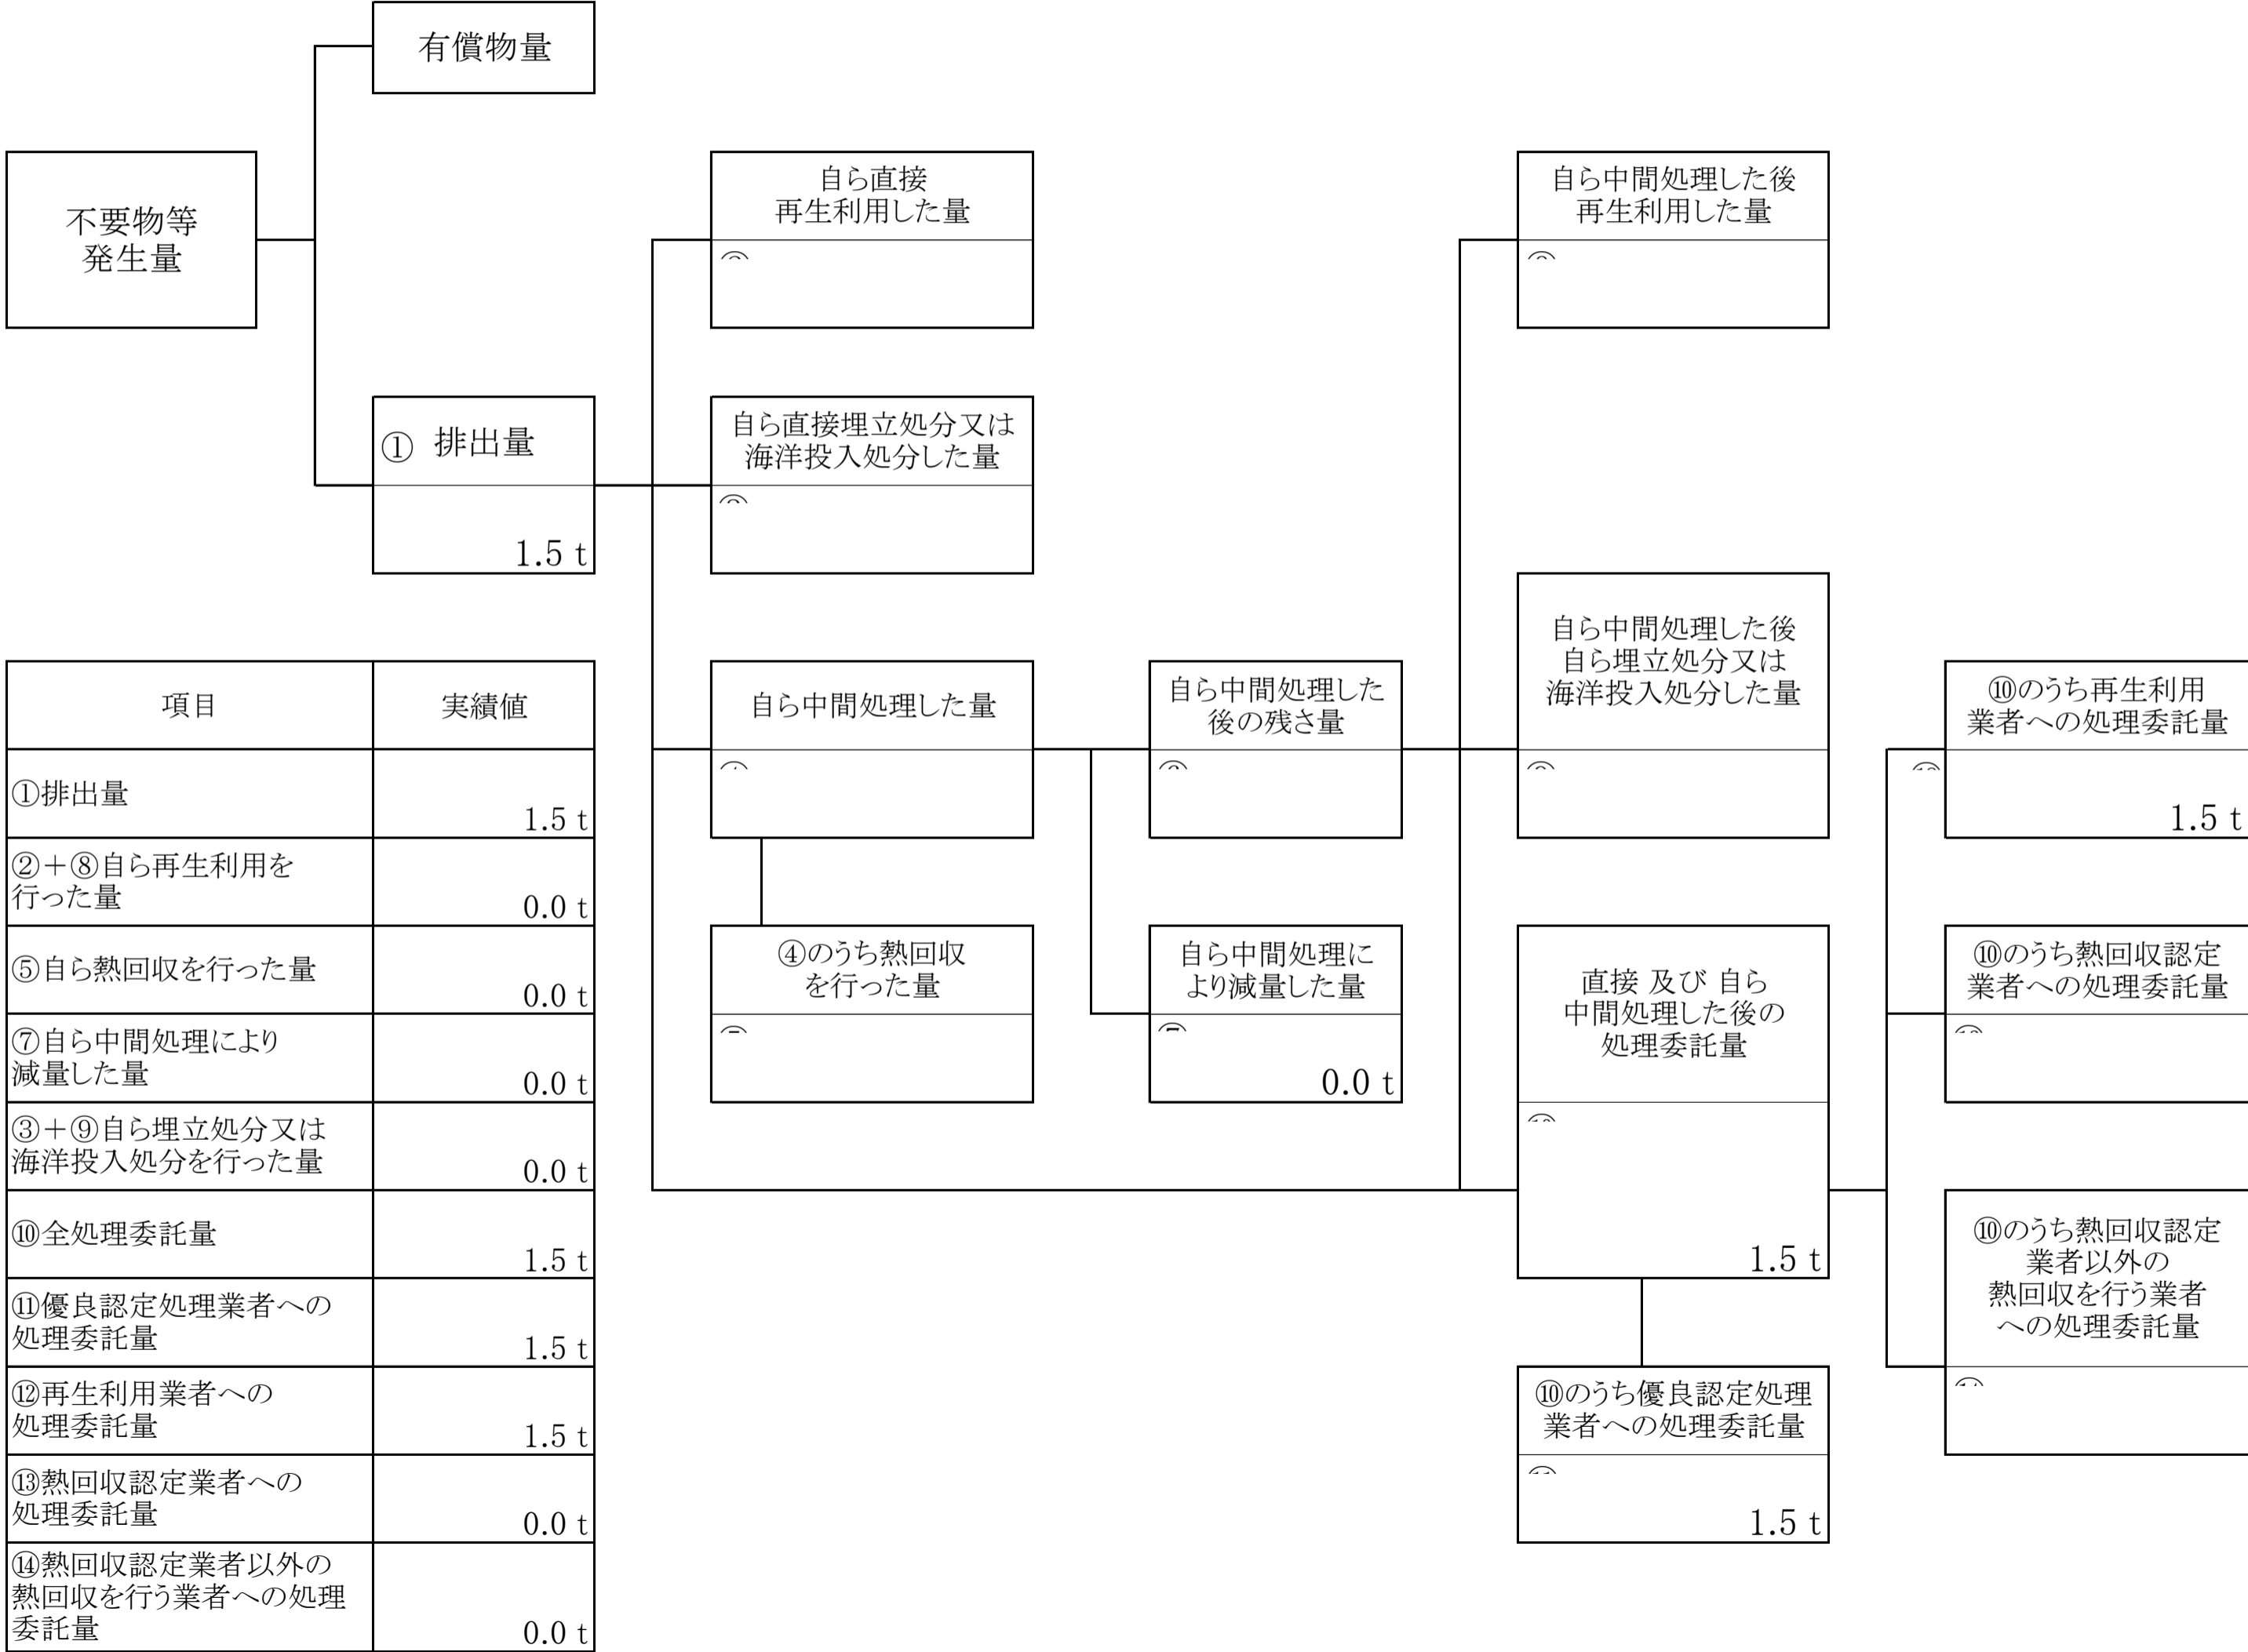 有償物量
不要物等
発生量
自ら直接
再生利用した量
自ら中間処理した後
再生利用した量
① 排出量
1.5 t
自ら直接埋立処分又は
海洋投入処分した量
自ら中間処理した量
自ら中間処理した
後の残さ量
自ら中間処理した後
自ら埋立処分又は
海洋投入処分した量
⑩のうち再生利用
業者への処理委託量
1.5 t
④のうち熱回収
を行った量
自ら中間処理に
より減量した量
0.0 t
直接 及び 自ら
中間処理した後の
処理委託量
1.5 t
⑩のうち熱回収認定
業者への処理委託量
⑩のうち熱回収認定
業者以外の
熱回収を行う業者
への処理委託量
⑩のうち優良認定処理
業者への処理委託量
1.5 t
項目 実績値
①排出量
1.5 t
②＋⑧自ら再生利用を
行った量
0.0 t
⑤自ら熱回収を行った量
0.0 t
⑦自ら中間処理により
減量した量
0.0 t
③＋⑨自ら埋立処分又は
海洋投入処分を行った量
0.0 t
⑩全処理委託量
1.5 t
⑪優良認定処理業者への
処理委託量
1.5 t
⑫再生利用業者への
処理委託量
1.5 t
⑬熱回収認定業者への
処理委託量
0.0 t
⑭熱回収認定業者以外の
熱回収を行う業者への処理
委託量
0.0 t